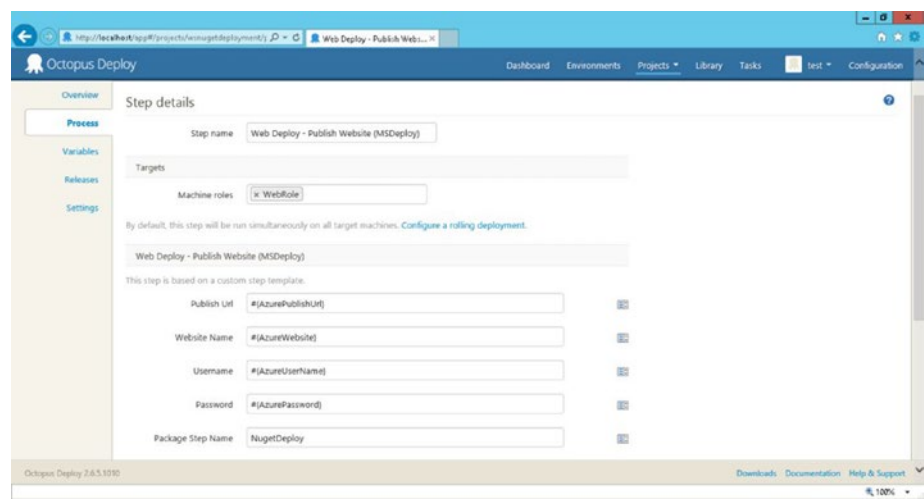 http://localhost/app#/projects/wsnugetdeployment/p
Web Deploy - Publish Webs...
Octopus Deploy
Dashboard Environments Projects Library Tasks test Configuration
Overview
Process
Variables
Releases
Settings
Step details
Step name Web Deploy - Publish Website (MSDeploy)
Targets
Machine roles × WebRole
By default, this step will be run simultaneously on all target machines. Configure a rolling deployment.
Web Deploy - Publish Website (MSDeploy)
This step is based on a custom step template.
Publish Url #{AzurePublishUrl}
Website Name #{AzureWebsite}
Username #{AzureUserName}
Password #{AzurePassword}
Package Step Name NugetDeploy
Octopus Deploy 2.6.5.1010
Downloads Documentation Help & Support
100%